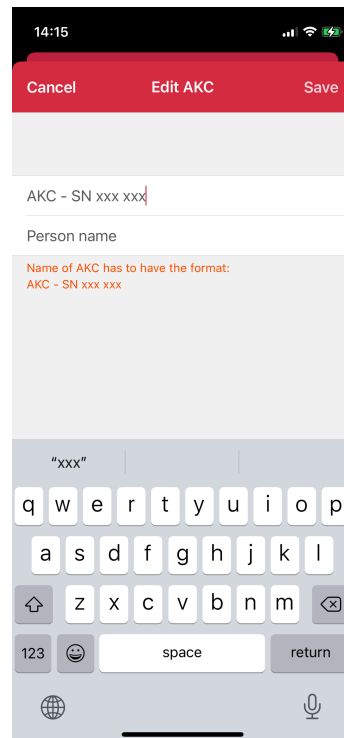 14:15
Cancel Edit AKC Save
AKC - SN xxx xxx
Person name
Name of AKC has to have the format:
AKC - SN xxx xxx
“xxx”
q w e r t y u i o p
a s d f g h j k l
z x c v b n m
123 space return